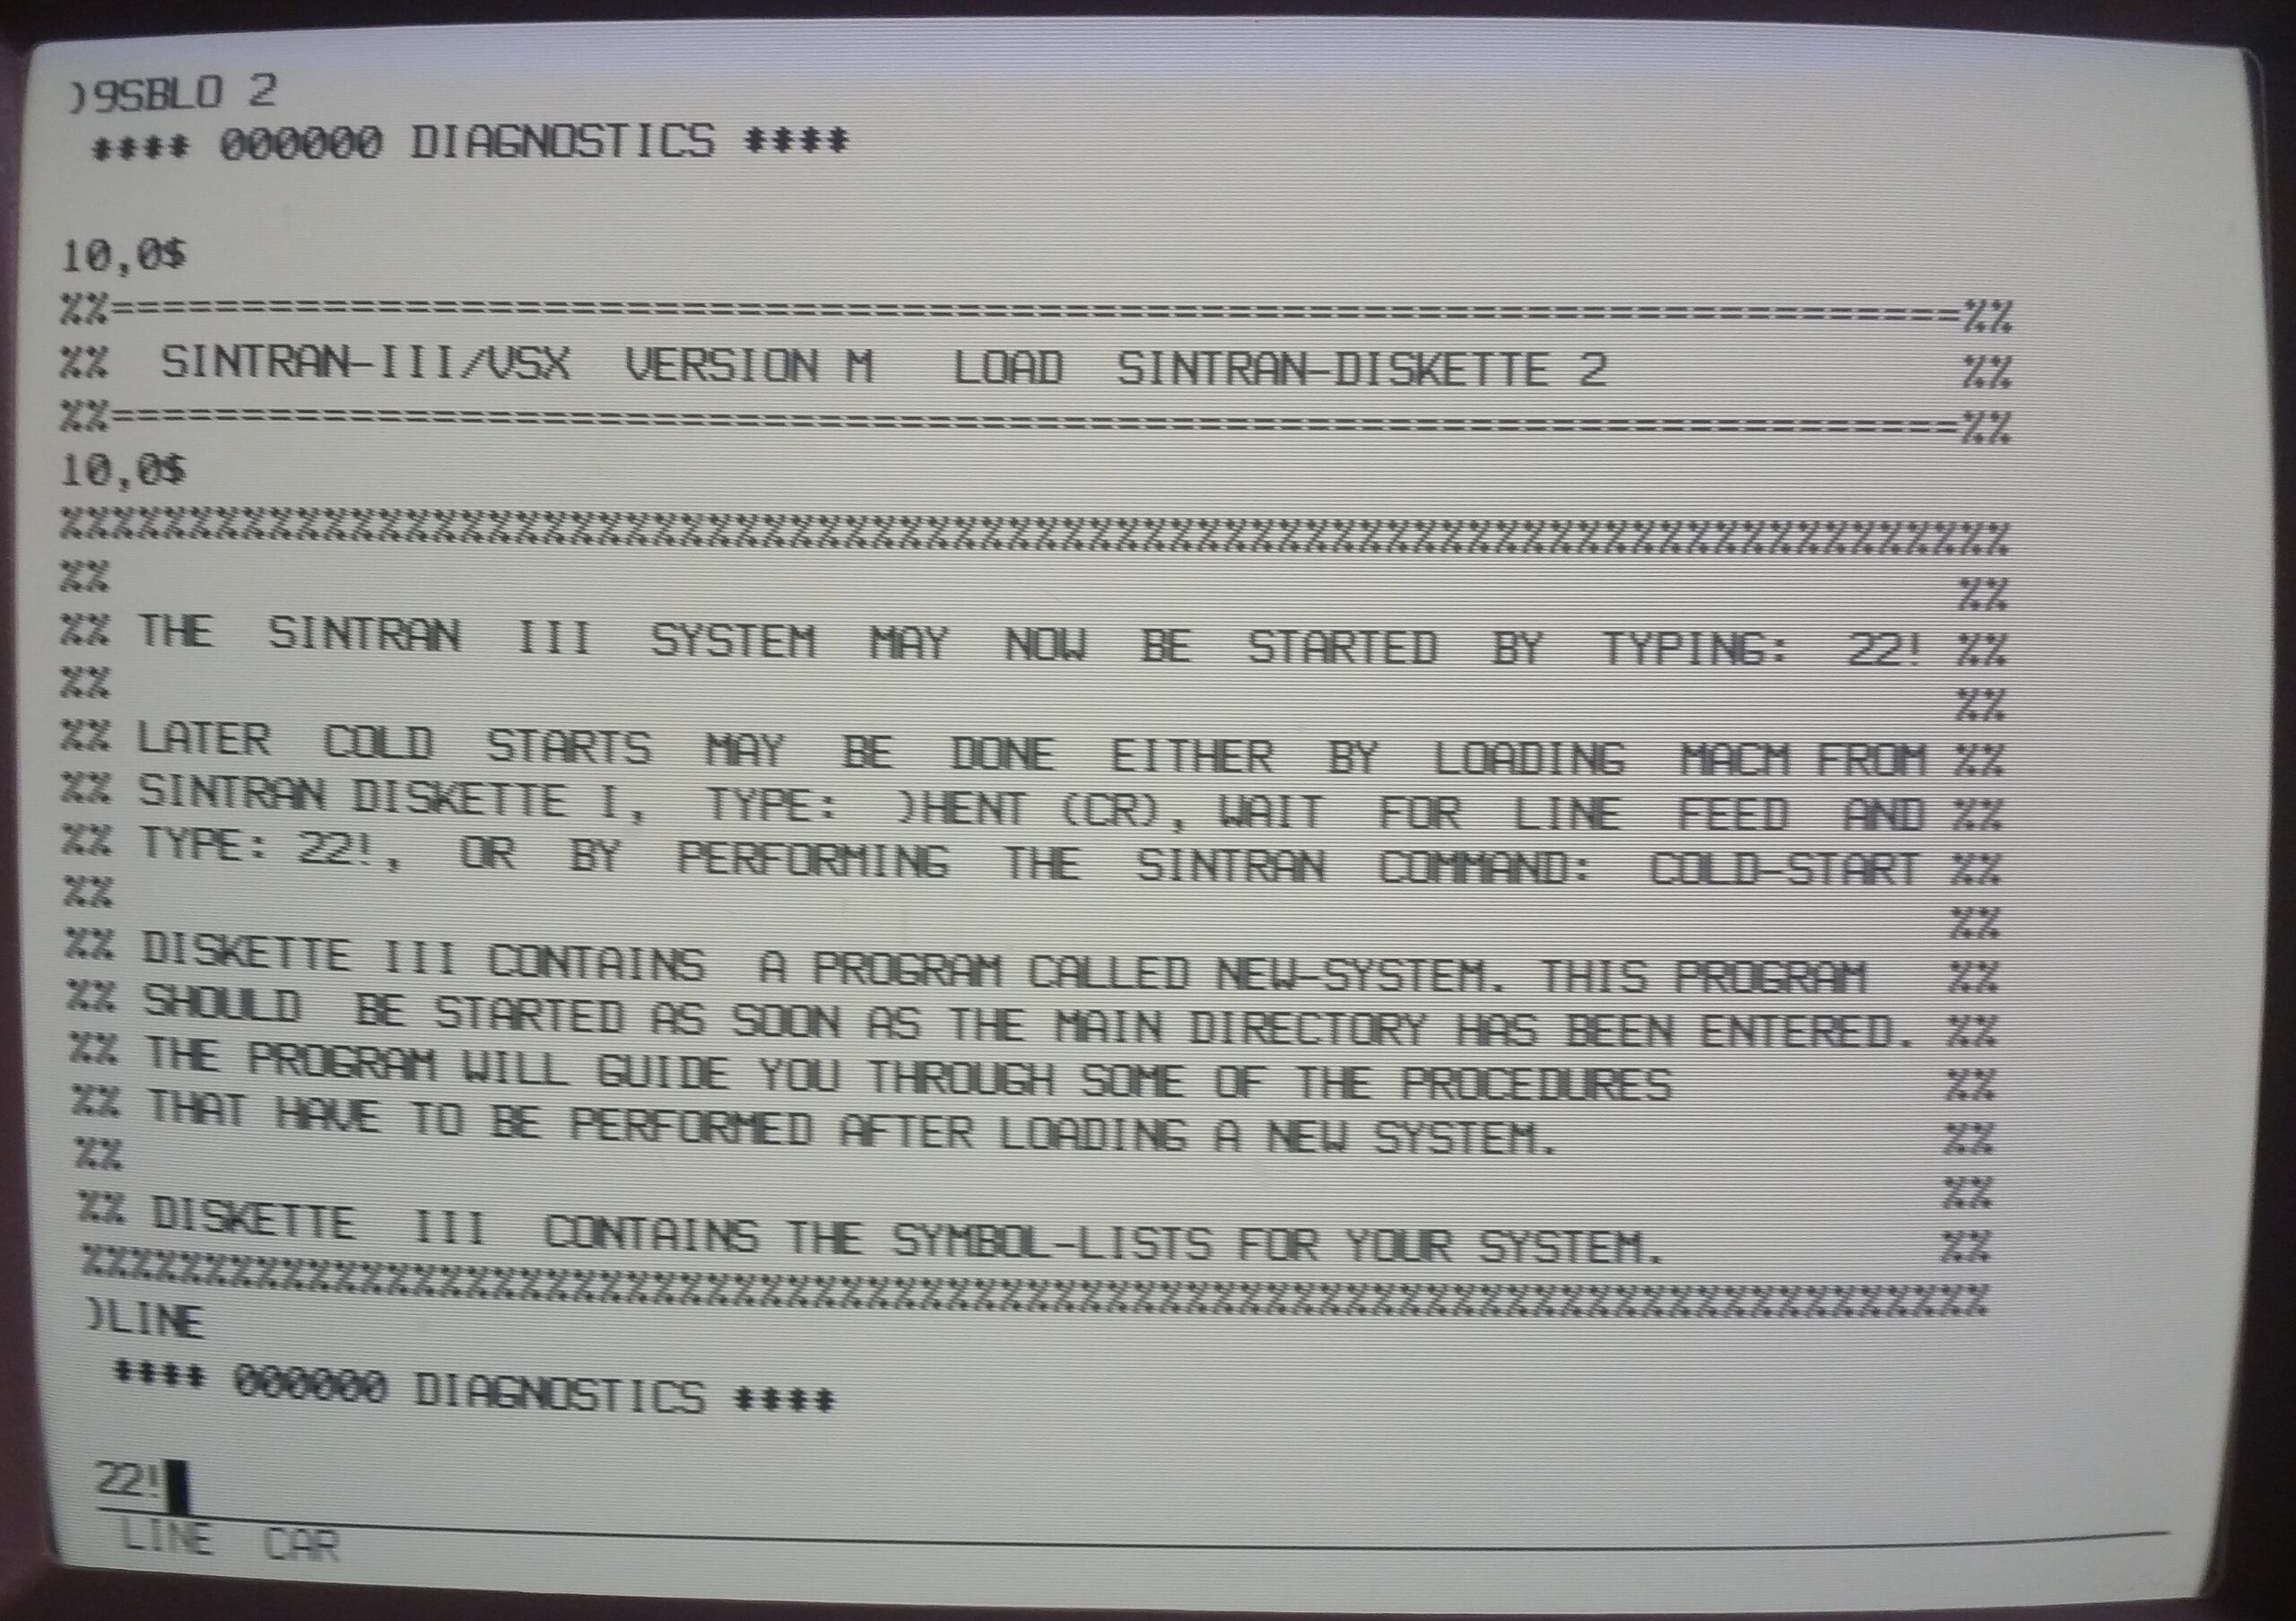 )9SBLO 2
**** 000000 DIAGNOSTICS ****
10,0$
%%=======================================================================%%
%%  SINTRAN-III/VSX  VERSION M   LOAD  SINTRAN-DISKETTE 2             %%
%%=======================================================================%%
10,0$
%%%%%%%%%%%%%%%%%%%%%%%%%%%%%%%%%%%%%%%%%%%%%%%%%%%%%%%%%%%%%%%%%%%%%%%%%%%%%
%%                                                                       %%
%% THE  SINTRAN  III  SYSTEM  MAY  NOW  BE  STARTED  BY  TYPING:  22! %%
%%                                                                       %%
%% LATER  COLD  STARTS  MAY  BE  DONE  EITHER  BY  LOADING  MACM FROM %%
%% SINTRAN DISKETTE I,  TYPE:  )HENT (CR), WAIT  FOR  LINE  FEED  AND %%
%% TYPE: 22!,  OR  BY  PERFORMING  THE  SINTRAN  COMMAND:  COLD-START %%
%%                                                                       %%
%% DISKETTE III CONTAINS  A PROGRAM CALLED NEW-SYSTEM. THIS PROGRAM   %%
%% SHOULD  BE STARTED AS SOON AS THE MAIN DIRECTORY HAS BEEN ENTERED. %%
%% THE PROGRAM WILL GUIDE YOU THROUGH SOME OF THE PROCEDURES          %%
%% THAT HAVE TO BE PERFORMED AFTER LOADING A NEW SYSTEM.              %%
%%                                                                       %%
%% DISKETTE  III  CONTAINS THE SYMBOL-LISTS FOR YOUR SYSTEM.          %%
%%%%%%%%%%%%%%%%%%%%%%%%%%%%%%%%%%%%%%%%%%%%%%%%%%%%%%%%%%%%%%%%%%%%%%%%%%%%%
)LINE
**** 000000 DIAGNOSTICS ****
22!
LINE  CAR